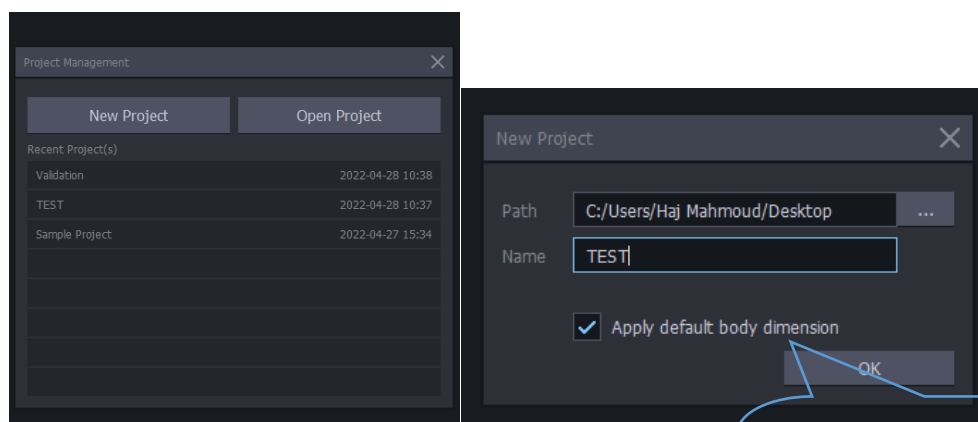 Project Management
New Project Open Project
Recent Project(s)
Validation 2022-04-28 10:38
TEST 2022-04-28 10:37
Sample Project 2022-04-27 15:34
New Project
Path C:/Users/Haj Mahmoud/Desktop ...
Name TEST
Apply default body dimension
OK